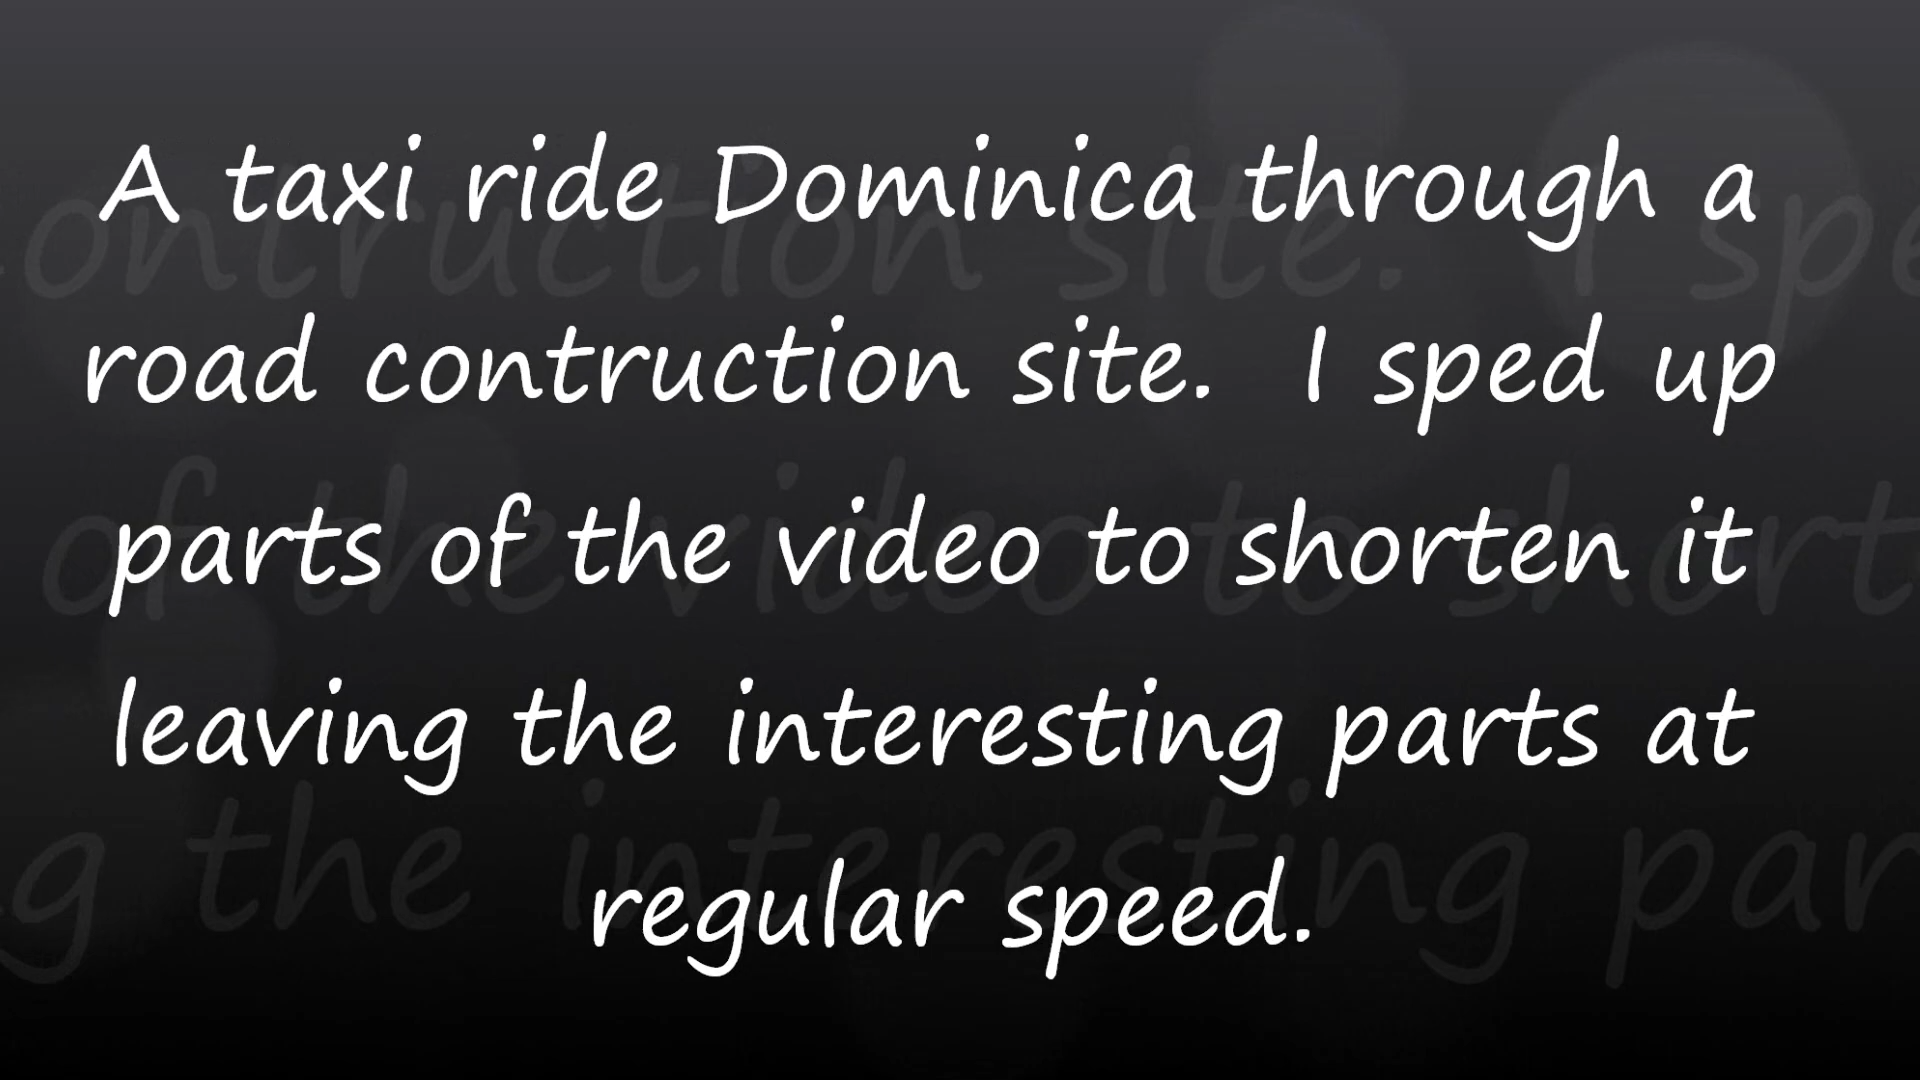 A taxi ride Dominica through a
road contruction site.  I sped up
parts of the video to shorten it
leaving the interesting parts at
regular speed.